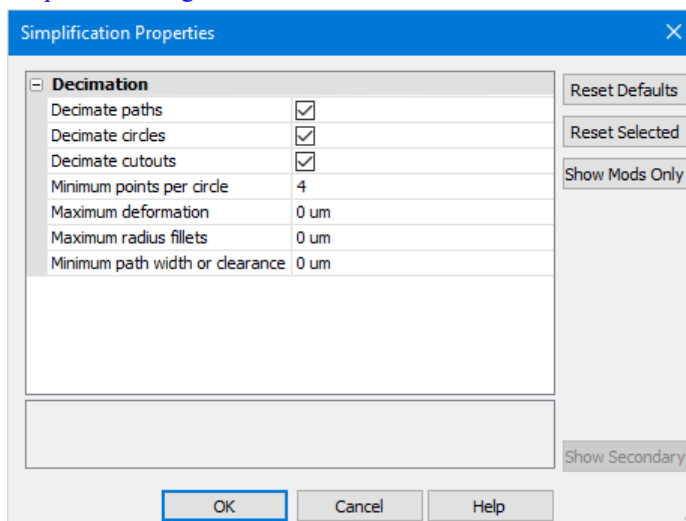 Simplification Properties
Decimation
Decimate paths
Decimate circles
Decimate cutouts
Minimum points per circle 4
Maximum deformation 0 um
Maximum radius fillets 0 um
Minimum path width or clearance 0 um
Reset Defaults
Reset Selected
Show Mods Only
Show Secondary
OK Cancel Help